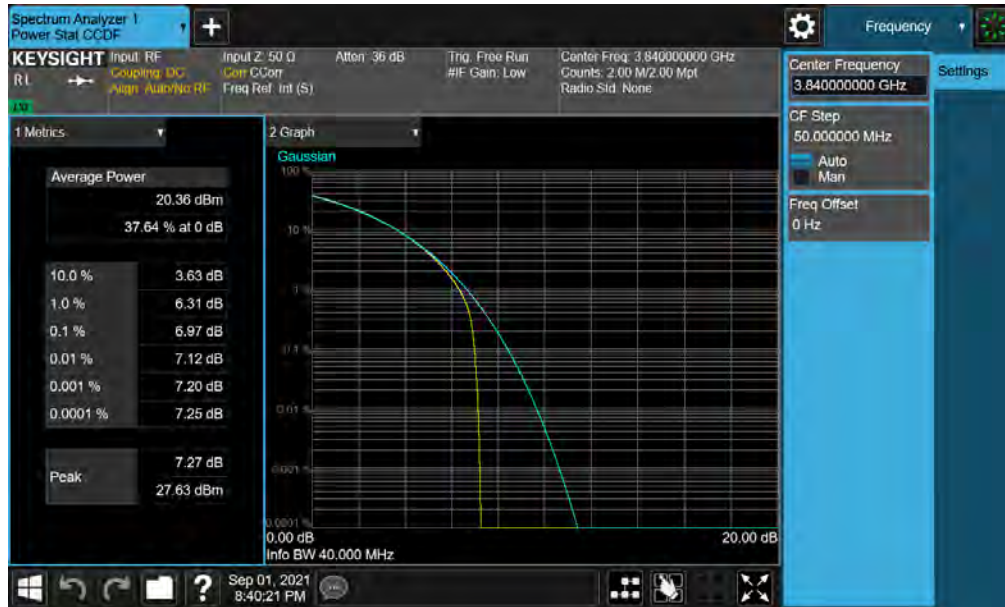 Spectrum Analyzer 1
Power Stat CCDF
+
Frequency
KEYSIGHT
Input: RF
Coupling: DC
Align: Auto/No RF
Input Z: 50 Ω
Corr CCorr
Freq Ref: Int (S)
Atten: 36 dB
Trig: Free Run
#IF Gain: Low
Center Freq: 3.840000000 GHz
Counts: 2.00 M/2.00 Mpt
Radio Std: None
Center Frequency
3.840000000 GHz
Settings
CF Step
50.000000 MHz
Auto
Man
Freq Offset
0 Hz
1 Metrics
Average Power
20.36 dBm
37.64 % at 0 dB
10.0 % 3.63 dB
1.0 % 6.31 dB
0.1 % 6.97 dB
0.01 % 7.12 dB
0.001 % 7.20 dB
0.0001 % 7.25 dB
Peak
7.27 dB
27.63 dBm
2 Graph
Gaussian
100 %
10 %
1 %
0.1 %
0.01 %
0.001 %
0.0001 %
0.00 dB
20.00 dB
Info BW 40.000 MHz
?
Sep 01, 2021
8:40:21 PM